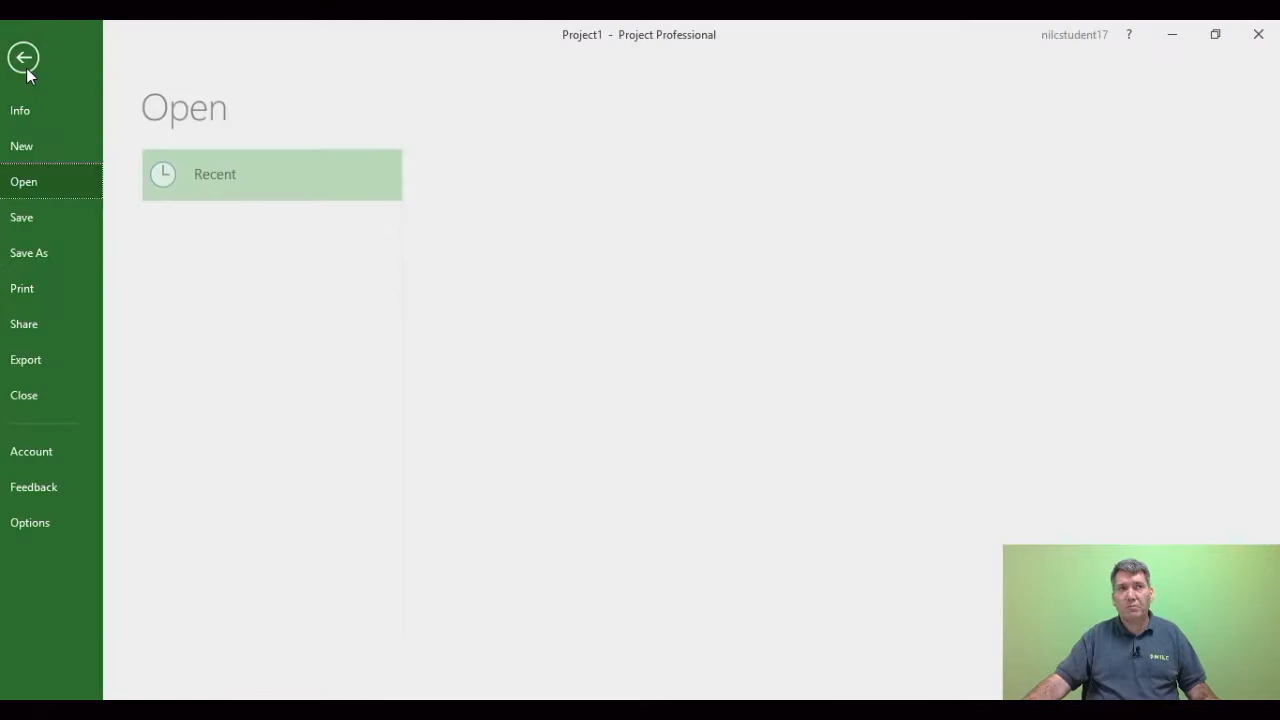 Project1 - Project Professional
nilcstudent17
?
Info
New
Open
Save
Save As
Print
Share
Export
Close
Account
Feedback
Options
Open
Recent